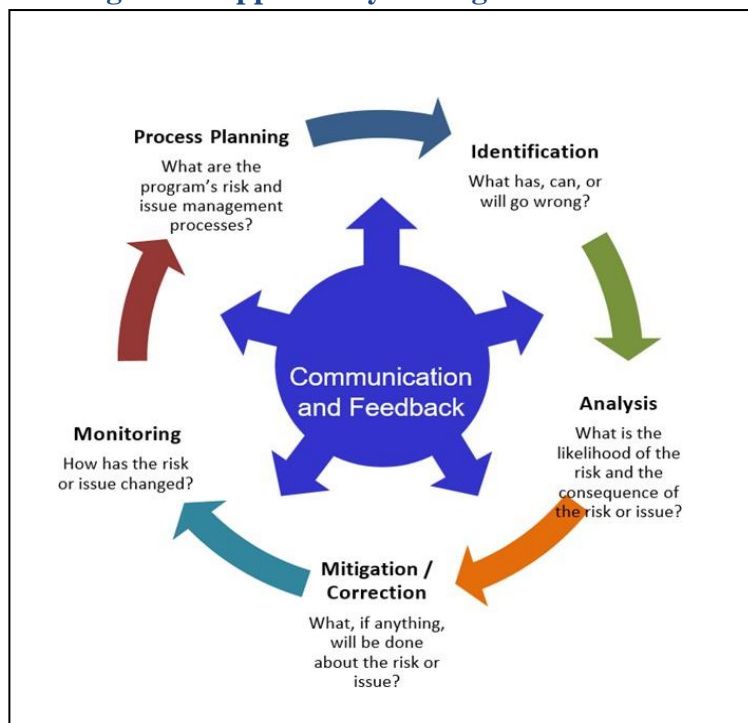 Process Planning
What are the
program's risk and
issue management
processes?
Identification
What has, can, or
will go wrong?
Communication
and Feedback
Analysis
What is the
likelihood of the
risk and the
consequence of
the risk or issue?
Monitoring
How has the risk
or issue changed?
Mitigation /
Correction
What, if anything,
will be done
about the risk or
issue?